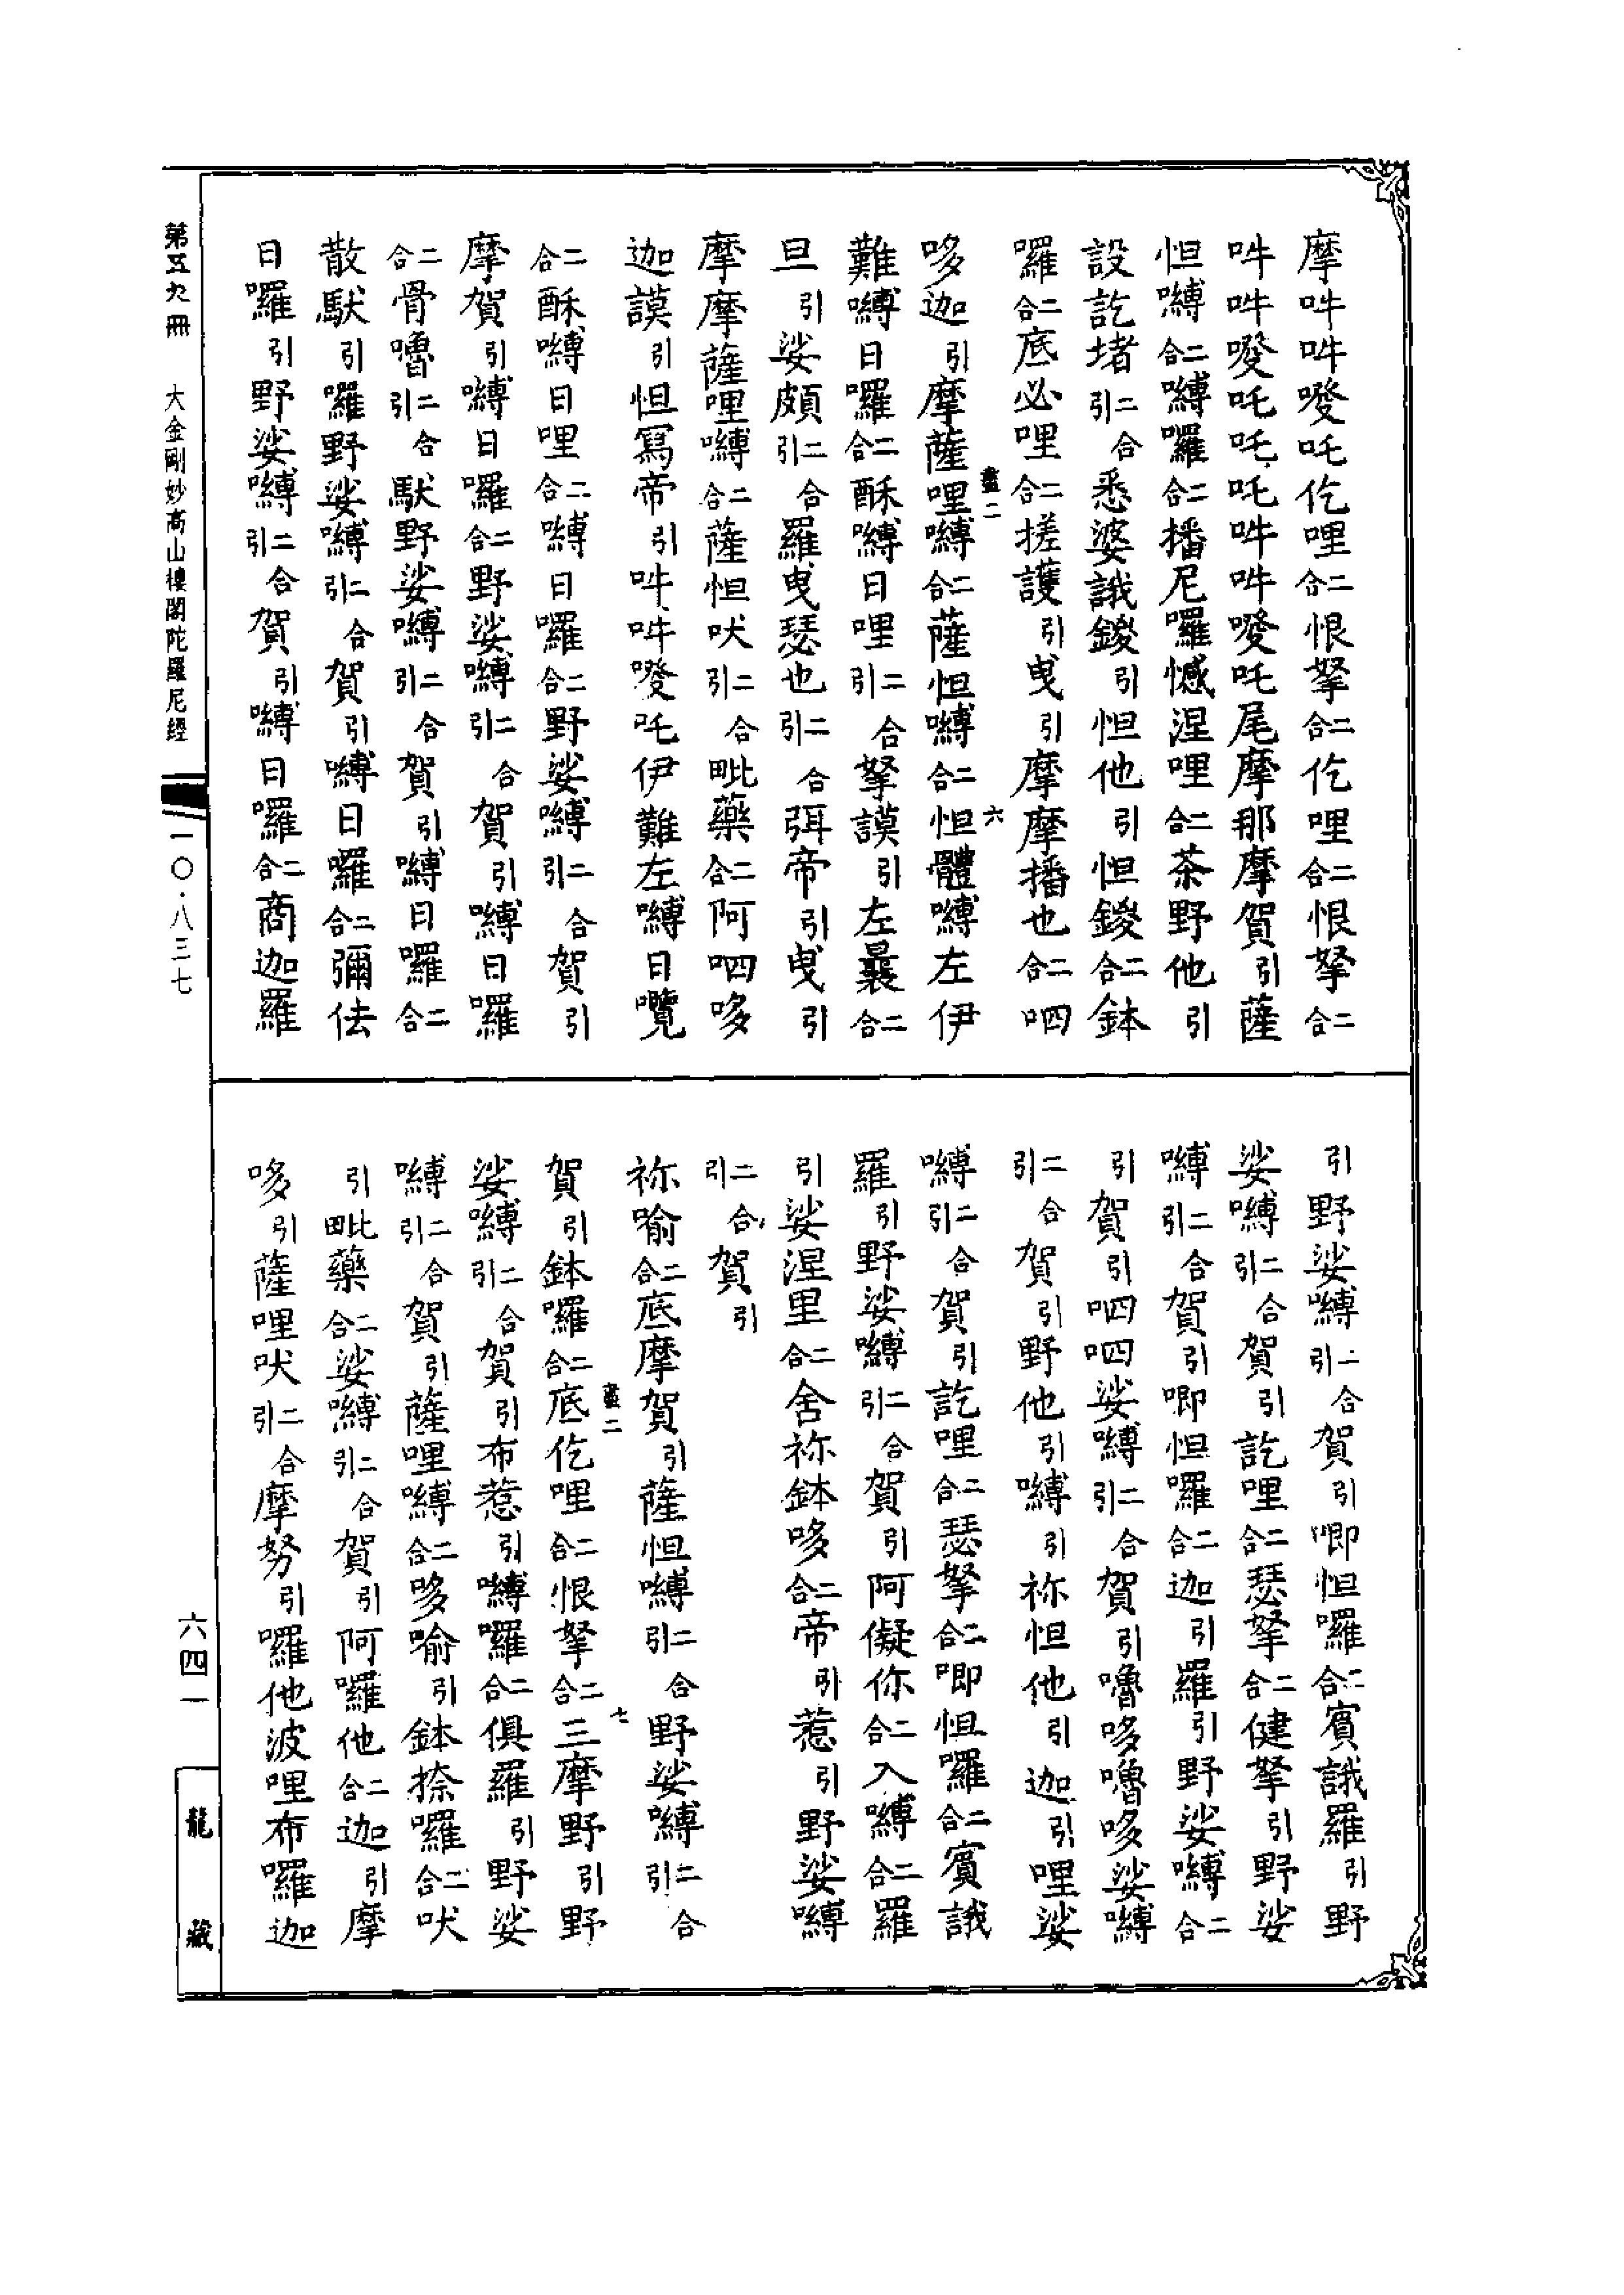 摩吽吽𠹔吒仡哩二合恨拏二合仡哩二合恨拏二合
吽吽𠹔吒吒吒吽吽𠹔吒尾摩那摩賀引薩
怛嚩二合嚩囉二合播尼囉憾涅哩二合茶野他引
設訖堵二合引悉婆誐鍐引怛他引怛鍐二合鉢
囉二合底必哩二合搓護引曳引摩摩播也二合呬
哆迦引摩薩哩嚩二合薩怛嚩二合怛體嚩左伊
難嚩日囉二合酥嚩日哩二合引拏謨引左曩二合
旦引娑頗二合引羅曳瑟也二合引弭帝引曳引
摩摩薩哩嚩二合薩怛吠二合引毗藥二合阿呬哆
迦謨引怛寫帝引吽吽𠹔吒伊難左嚩日囕
二合酥嚩日哩二合嚩日囉二合野娑嚩二合引賀引
摩賀引嚩日囉二合野娑嚩二合引賀引嚩日囉
二合骨嚕二合引馱野娑嚩二合引賀引嚩日囉二合
散馱引囉野娑嚩二合引賀引嚩日囉二合彌佉
日囉引野娑嚩二合引賀引嚩日囉二合商迦羅
引野娑嚩二合引賀引唧怛囉二合賓誐羅引野
娑嚩二合引賀引訖哩二合瑟拏二合健拏引野娑
嚩二合引賀引唧怛囉二合迦引羅引野娑嚩二合
引賀引呬呬娑嚩二合引賀引嚕哆嚕哆娑嚩
二合引賀引野他引嚩引祢怛他引迦引哩娑
嚩二合引賀引訖哩二合瑟拏二合唧怛囉二合賓誐
羅引野娑嚩二合引賀引阿儗你二合入嚩二合羅
引娑涅里二合舍祢鉢哆二合帝引惹引野娑嚩
二合引賀引
祢喻二合底摩賀引薩怛嚩二合引野娑嚩二合引
賀引鉢囉二合底仡哩二合恨拏二合三摩野引野
娑嚩二合引賀引布惹引嚩囉二合俱羅引野娑
嚩二合引賀引薩哩嚩二合哆喻引鉢捺囉二合吠
引毗藥二合娑嚩二合引賀引阿囉他二合迦引摩
哆引薩哩吠二合引摩努引囉他波哩布囉迦
第五九冊 大金剛妙高山樓閣陀羅尼經 一〇·八三七
六四一
龍藏